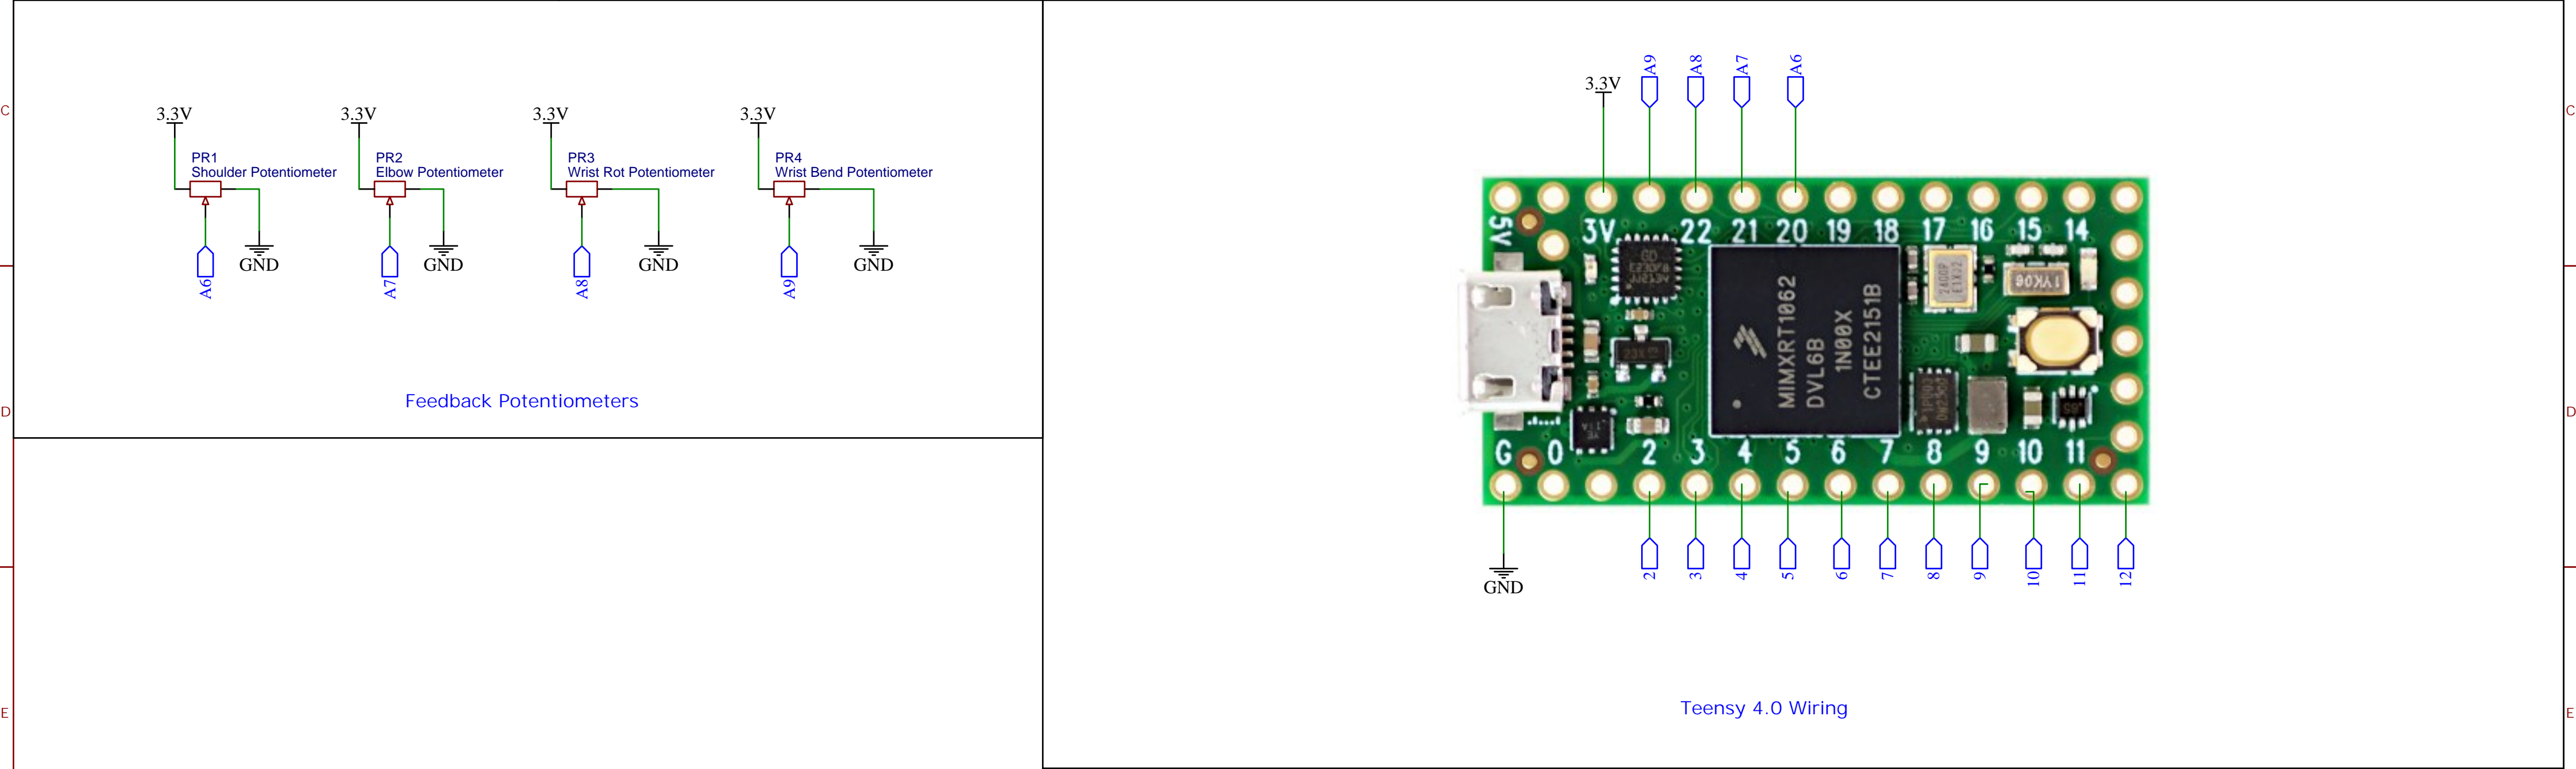 C
3.3V
PR1
Shoulder Potentiometer
A6
GND
3.3V
PR2
Elbow Potentiometer
A7
GND
3.3V
PR3
Wrist Rot Potentiometer
A8
GND
3.3V
PR4
Wrist Bend Potentiometer
A9
GND
Feedback Potentiometers
D
E
3.3V
A9
A8
A7
A6
5V
3V 22 21 20 19 18 17 16 15 14
MIMXRT1062
DVL6B
1N00X
CTEE2151B
G 0 2 3 4 5 6 7 8 9 10 11
GND
2
3
4
5
6
7
8
9
10
11
12
Teensy 4.0 Wiring
C
D
E